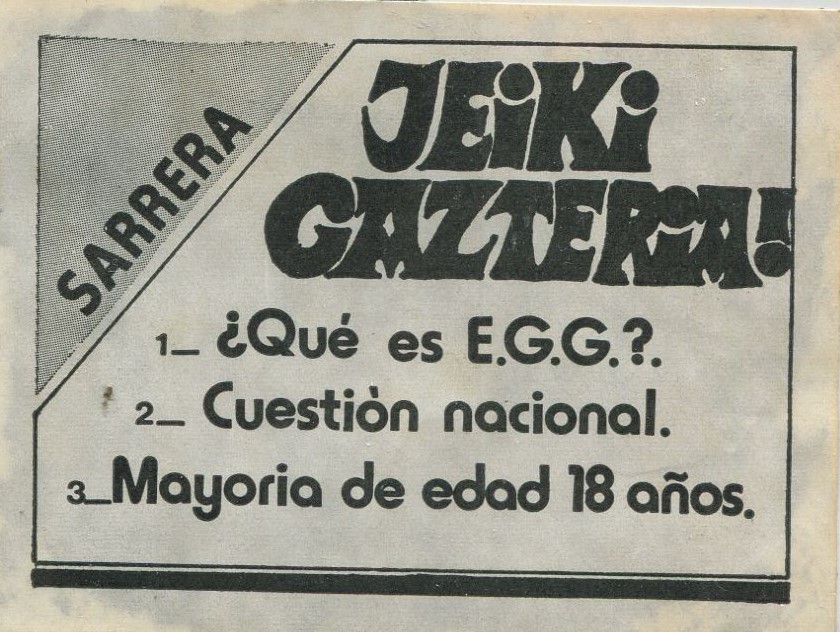 SARRERA
JEiKi
GAZTERiA!
1_ ¿Qué es E.G.G.?.
2_ Cuestiòn nacional.
3_Mayoria de edad 18 años.